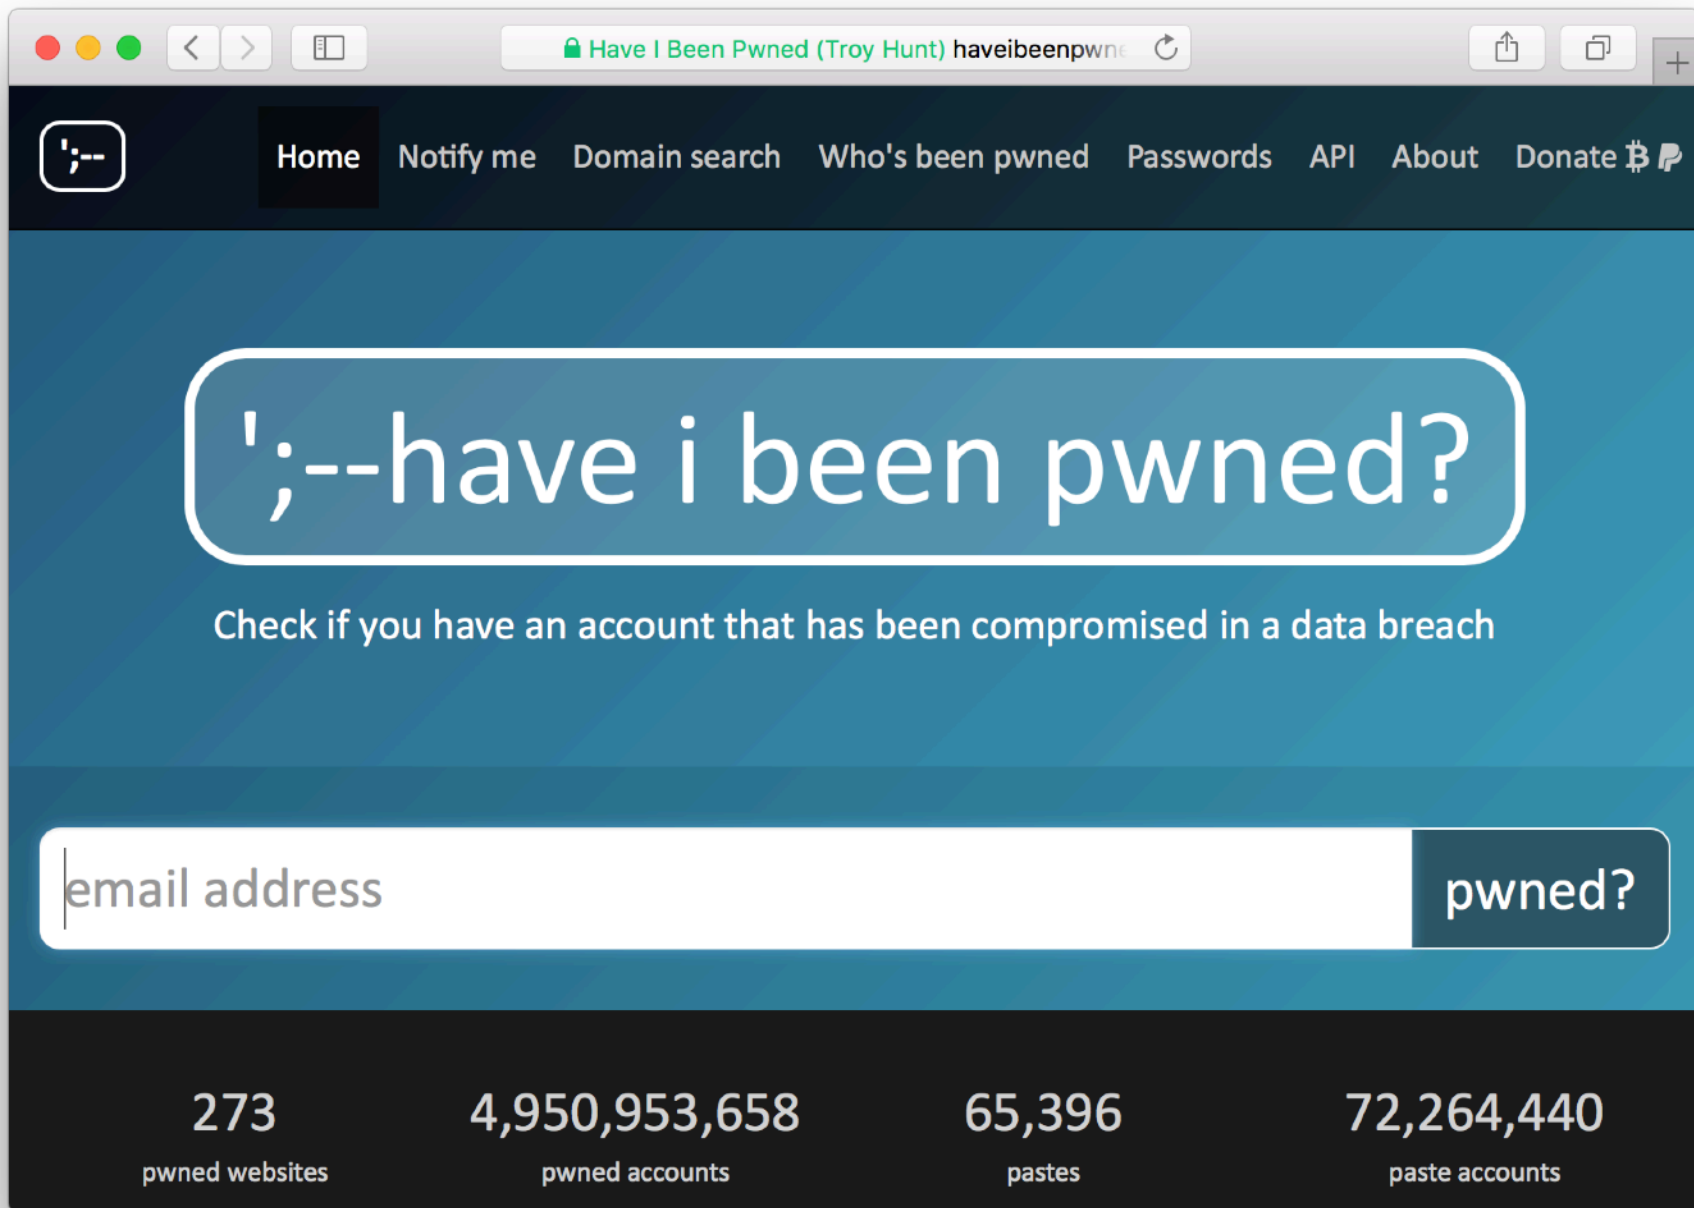 Have I Been Pwned (Troy Hunt) haveibeenpwne
';--
Home Notify me Domain search Who's been pwned Passwords API About Donate
';--have i been pwned?
Check if you have an account that has been compromised in a data breach
email address pwned?
273 4,950,953,658 65,396 72,264,440
pwned websites pwned accounts pastes paste accounts